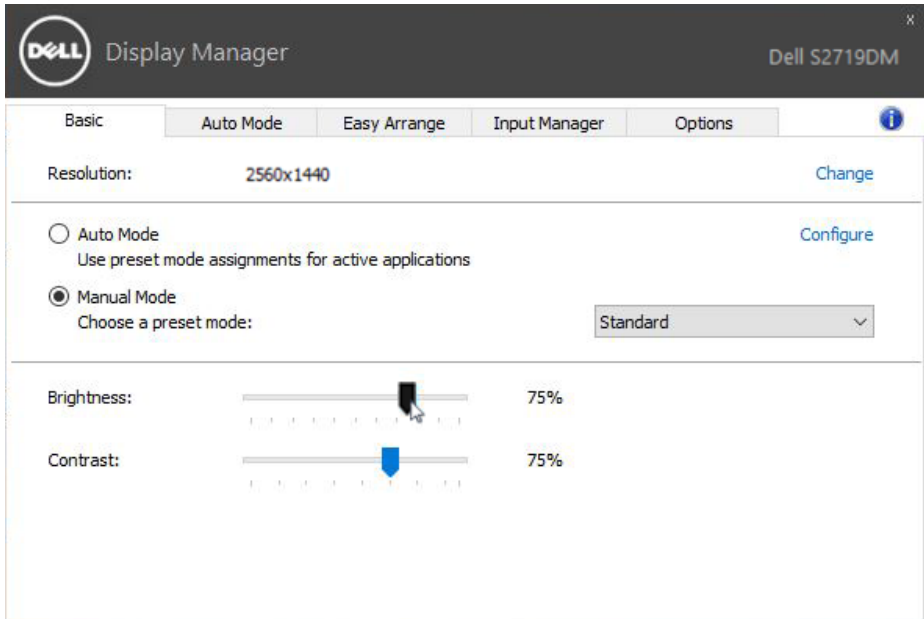 DELL Display Manager
x
Dell S2719DM
Basic Auto Mode Easy Arrange Input Manager Options i
Resolution: 2560x1440 Change
Auto Mode Configure
Use preset mode assignments for active applications
Manual Mode
Choose a preset mode: Standard
Brightness: 75%
Contrast: 75%